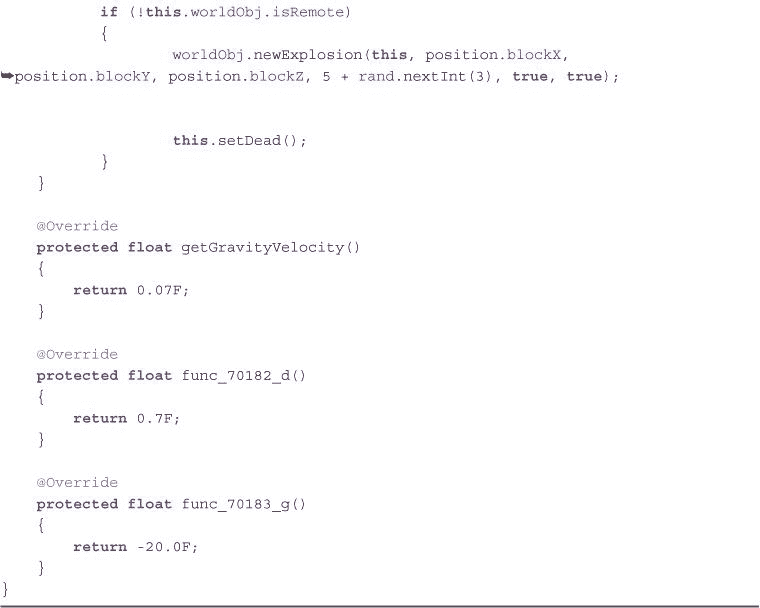 if (!this.worldObj.isRemote)
{
worldObj.newExplosion(this, position.blockX,
➥position.blockY, position.blockZ, 5 + rand.nextInt(3), true, true);
this.setDead();
}
}
@Override
protected float getGravityVelocity()
{
return 0.07F;
}
@Override
protected float func_70182_d()
{
return 0.7F;
}
@Override
protected float func_70183_g()
{
return -20.0F;
}
}